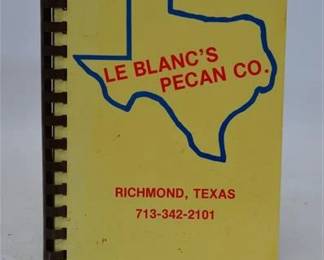 LE BLANC'S
PECAN CO.
RICHMOND, TEXAS
713-342-2101